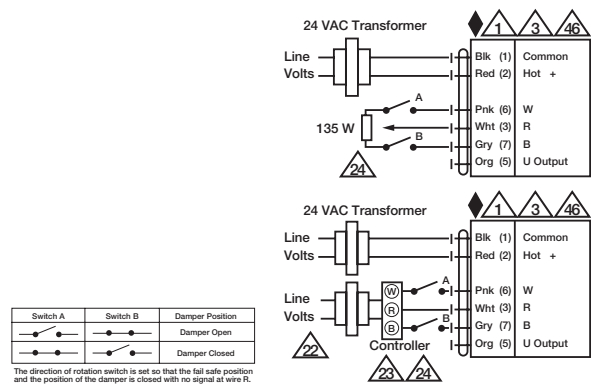 24 VAC Transformer
1 3 46
Line
Volts
Blk (1) Common
Red (2) Hot +
A
Pnk (6) W
135 W
Wht (3) R
B
Gry (7) B
Org (5) U Output
24
24 VAC Transformer
1 3 46
Line
Volts
Blk (1) Common
Red (2) Hot +
A
W
Pnk (6) W
Line
Volts
R
Wht (3) R
B
B
Gry (7) B
Org (5) U Output
22
Controller
23 24
Switch A Switch B Damper Position
Damper Open
Damper Closed
The direction of rotation switch is set so that the fail safe position
and the position of the damper is closed with no signal at wire R.